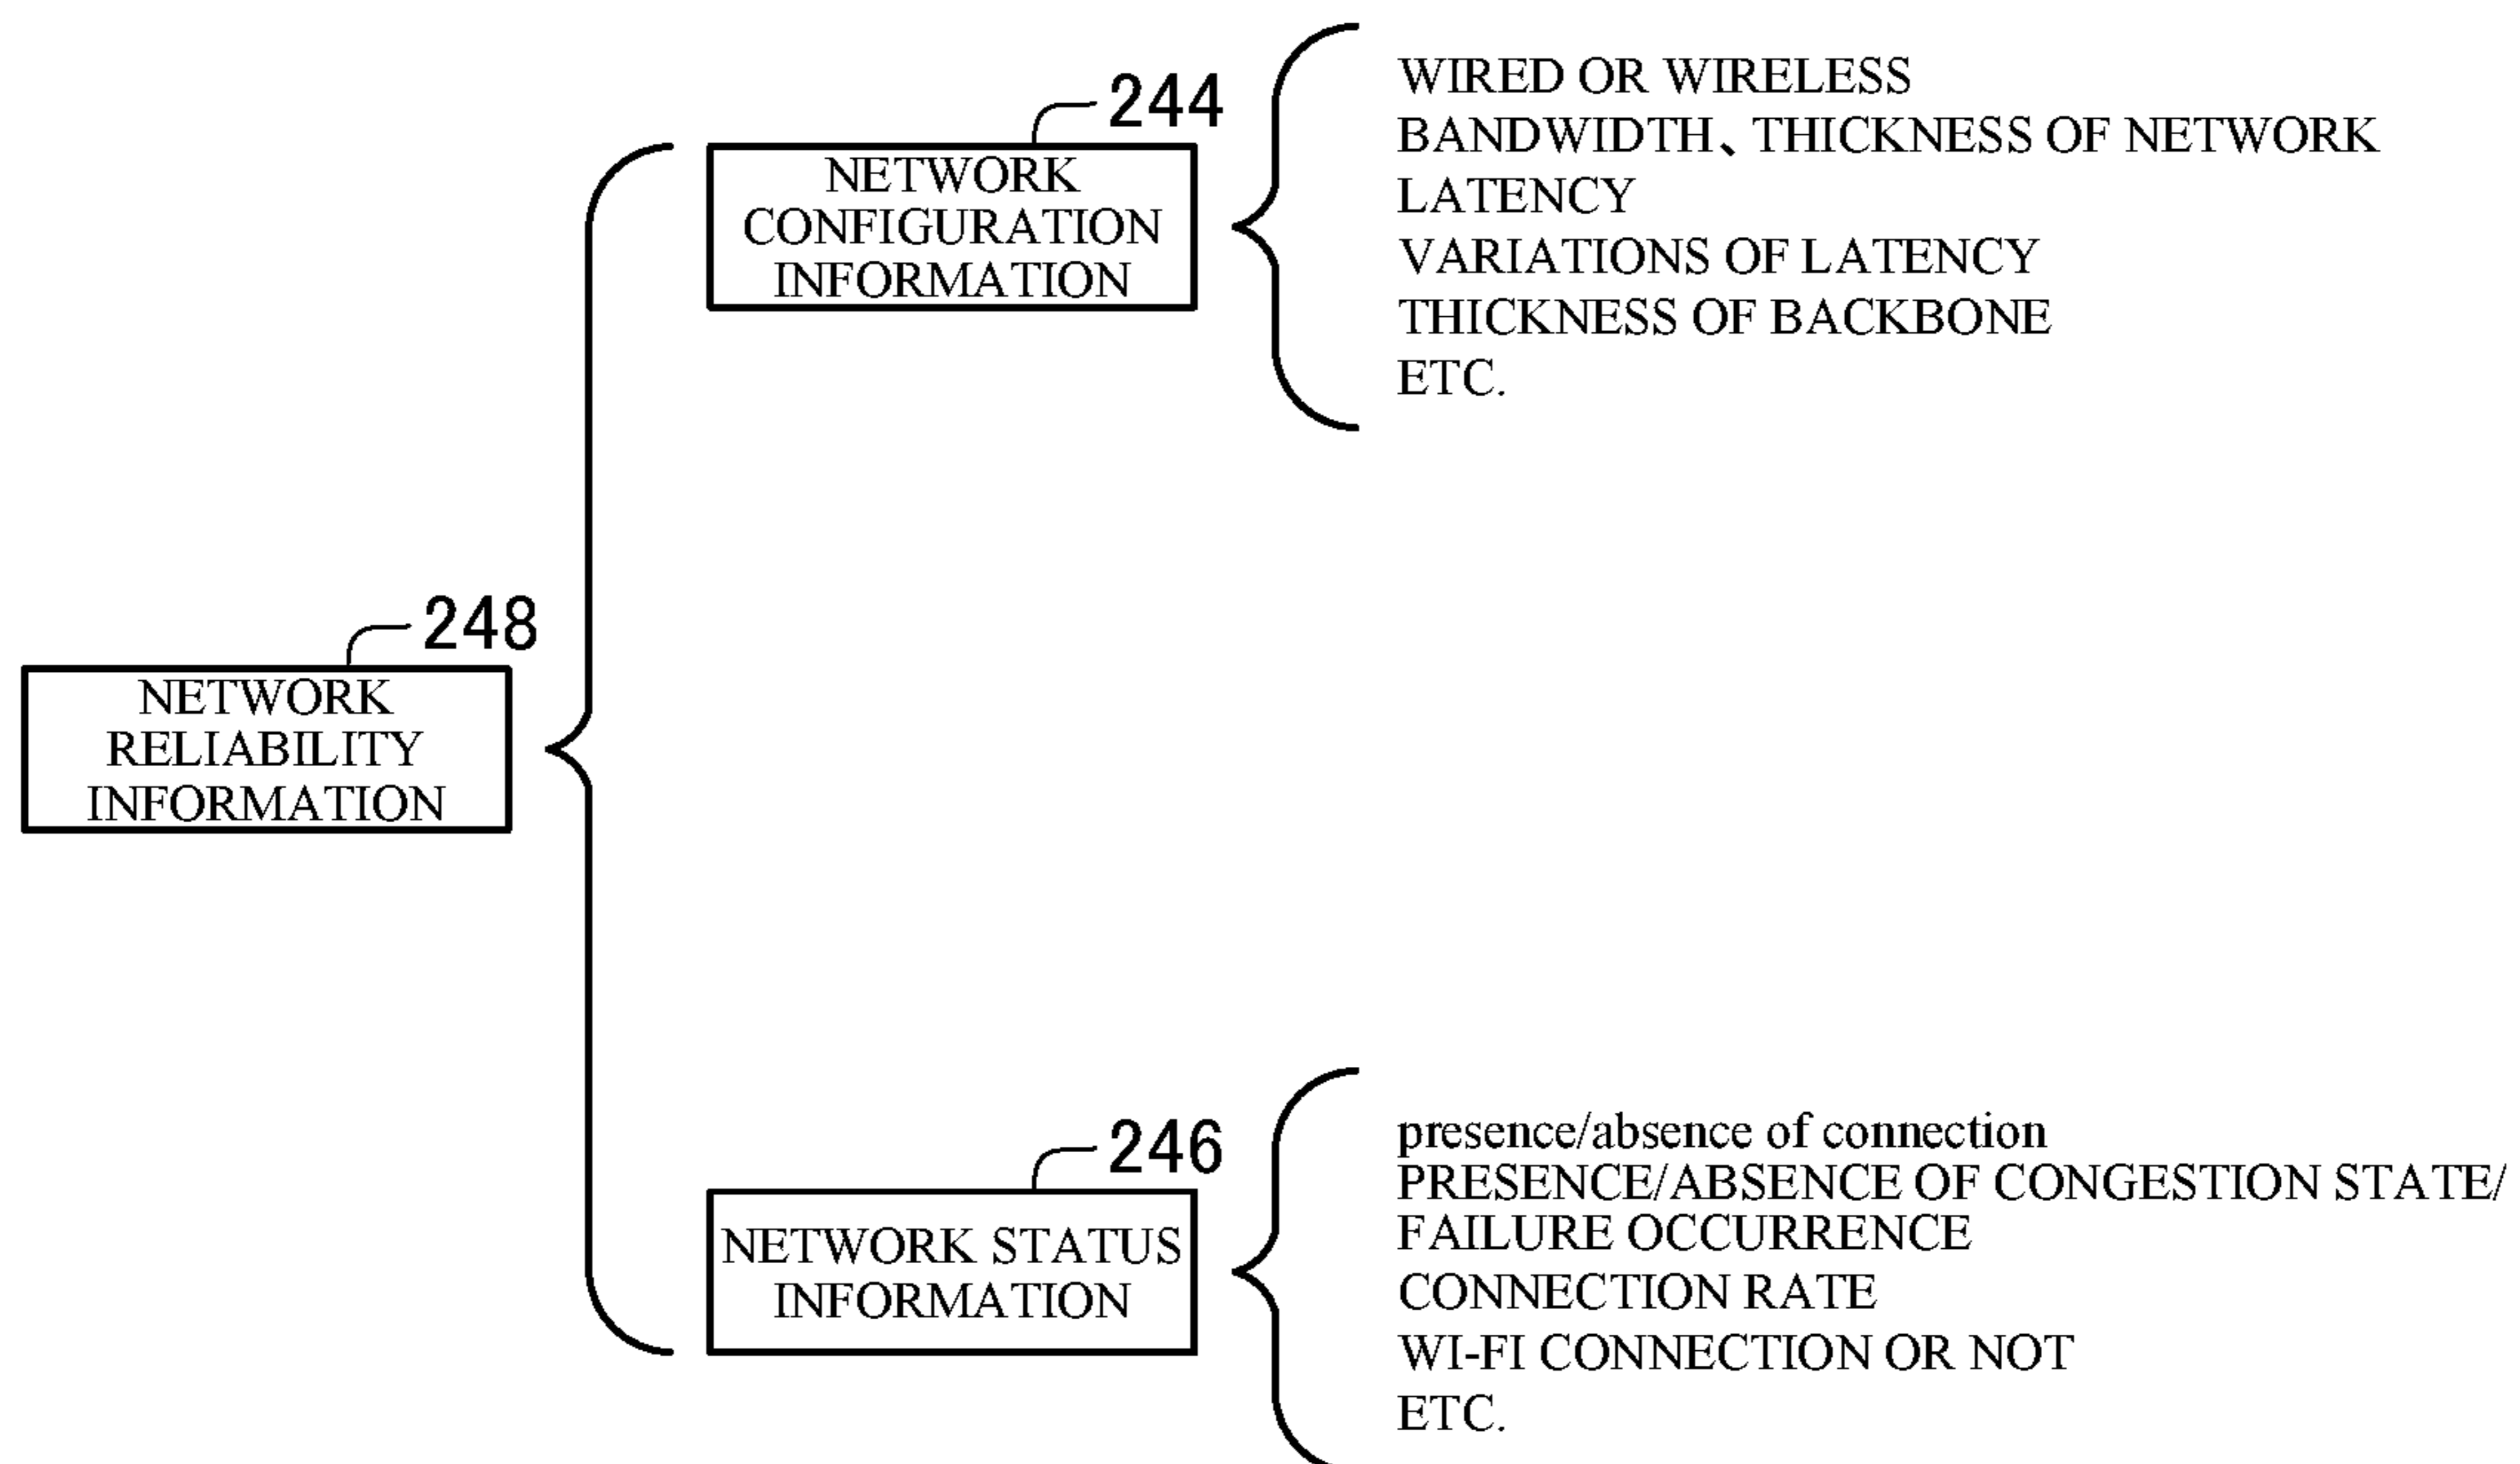 248
NETWORK
RELIABILITY
INFORMATION
244
NETWORK
CONFIGURATION
INFORMATION
WIRED OR WIRELESS
BANDWIDTH、THICKNESS OF NETWORK
LATENCY
VARIATIONS OF LATENCY
THICKNESS OF BACKBONE
ETC.
246
NETWORK STATUS
INFORMATION
presence/absence of connection
PRESENCE/ABSENCE OF CONGESTION STATE/
FAILURE OCCURRENCE
CONNECTION RATE
WI-FI CONNECTION OR NOT
ETC.